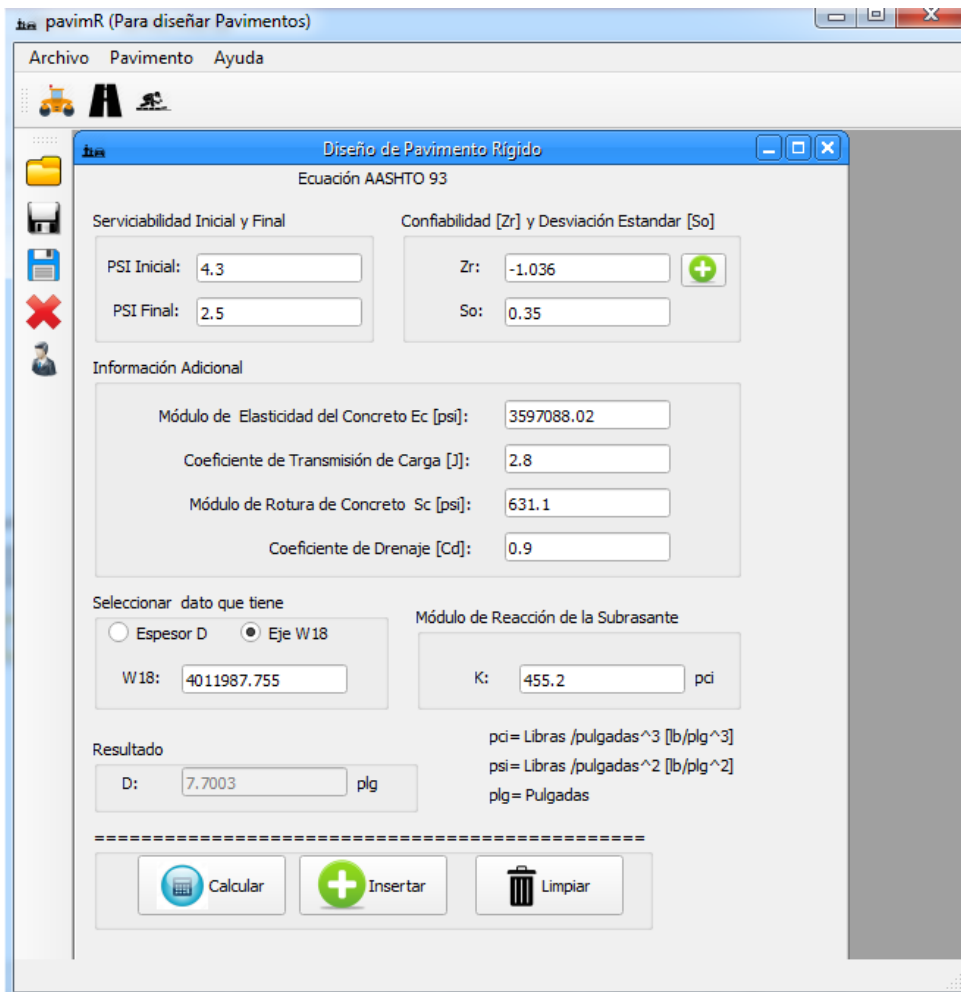 pavimR (Para diseñar Pavimentos)
Archivo Pavimento Ayuda
Diseño de Pavimento Rígido
Ecuación AASHTO 93
Serviciabilidad Inicial y Final
PSI Inicial: 4.3
PSI Final: 2.5
Confiabilidad [Zr] y Desviación Estandar [So]
Zr: -1.036
So: 0.35
Información Adicional
Módulo de Elasticidad del Concreto Ec [psi]: 3597088.02
Coeficiente de Transmisión de Carga [J]: 2.8
Módulo de Rotura de Concreto Sc [psi]: 631.1
Coeficiente de Drenaje [Cd]: 0.9
Seleccionar dato que tiene
Espesor D Eje W18
W18: 4011987.755
Módulo de Reacción de la Subrasante
K: 455.2 pci
Resultado
D: 7.7003 plg
pci= Libras /pulgadas^3 [lb/plg^3]
psi= Libras /pulgadas^2 [lb/plg^2]
plg= Pulgadas
===============================================
Calcular Insertar Limpiar